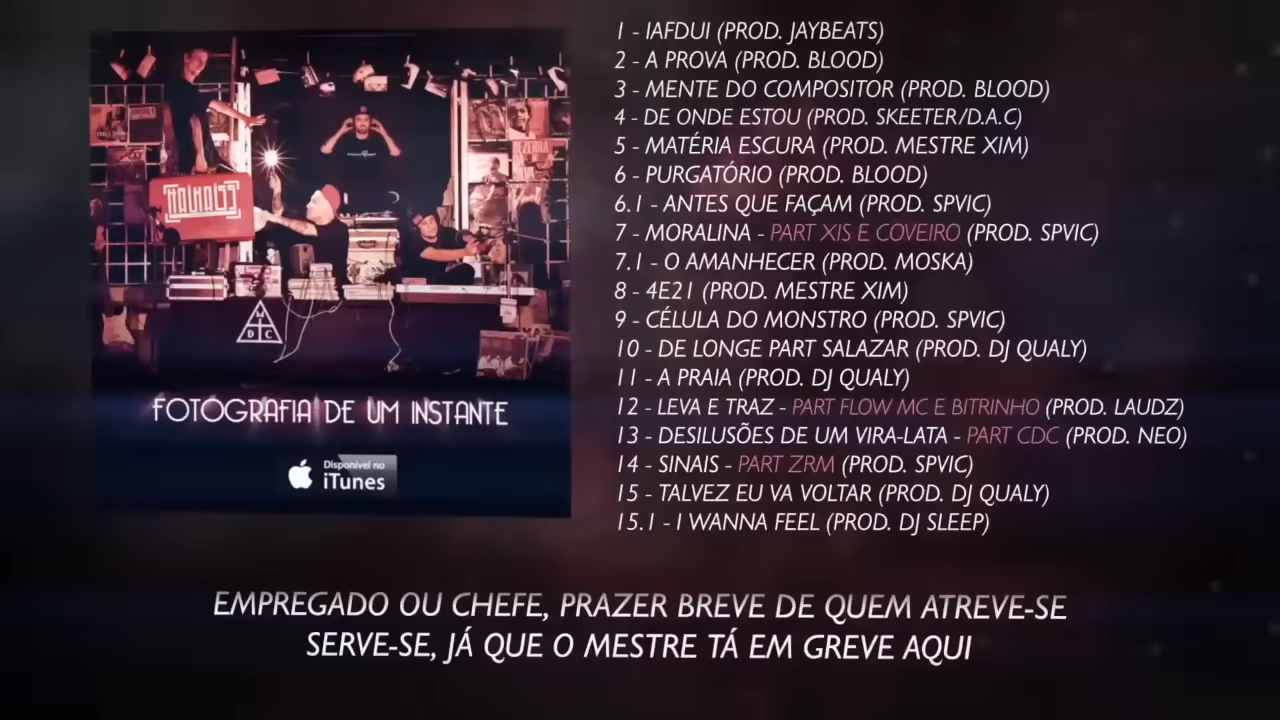 HAIKAISS
M
T
D C
FOTOGRAFIA DE UM INSTANTE
Disponível no
iTunes
1 - IAFDUI (PROD. JAYBEATS)
2 - A PROVA (PROD. BLOOD)
3 - MENTE DO COMPOSITOR (PROD. BLOOD)
4 - DE ONDE ESTOU (PROD. SKEETER/D.A.C)
5 - MATÉRIA ESCURA (PROD. MESTRE XIM)
6 - PURGATÓRIO (PROD. BLOOD)
6.1 - ANTES QUE FAÇAM (PROD. SPVIC)
7 - MORALINA - PART XIS E COVEIRO (PROD. SPVIC)
7.1 - O AMANHECER (PROD. MOSKA)
8 - 4E21 (PROD. MESTRE XIM)
9 - CÉLULA DO MONSTRO (PROD. SPVIC)
10 - DE LONGE PART SALAZAR (PROD. DJ QUALY)
11 - A PRAIA (PROD. DJ QUALY)
12 - LEVA E TRAZ - PART FLOW MC E BITRINHO (PROD. LAUDZ)
13 - DESILUSÕES DE UM VIRA-LATA - PART CDC (PROD. NEO)
14 - SINAIS - PART ZRM (PROD. SPVIC)
15 - TALVEZ EU VA VOLTAR (PROD. DJ QUALY)
15.1 - I WANNA FEEL (PROD. DJ SLEEP)
EMPREGADO OU CHEFE, PRAZER BREVE DE QUEM ATREVE-SE
SERVE-SE, JÁ QUE O MESTRE TÁ EM GREVE AQUI